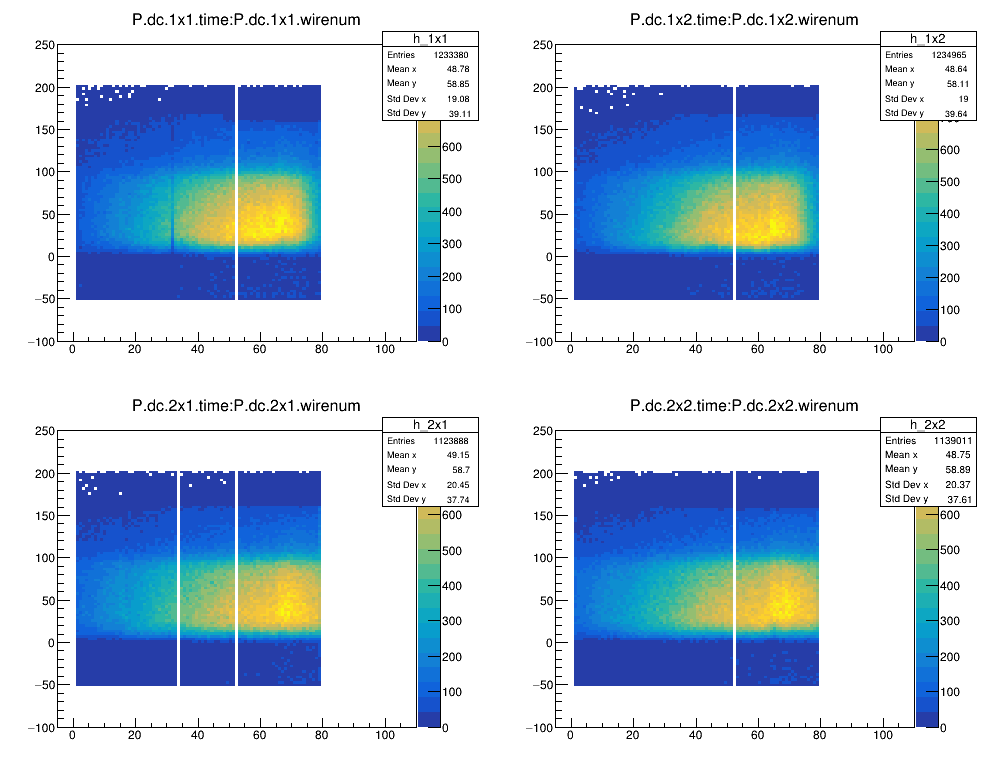 P.dc.1x1.time:P.dc.1x1.wirenum
h_1x1
Entries 1233380
Mean x 48.78
Mean y 58.85
Std Dev x 19.08
Std Dev y 39.11
250
200
150
100
50
0
−50
−100
0 20 40 60 80 100
600
500
400
300
200
100
0
P.dc.1x2.time:P.dc.1x2.wirenum
h_1x2
Entries 1234965
Mean x 48.64
Mean y 58.11
Std Dev x 19
Std Dev y 39.64
250
200
150
100
50
0
−50
−100
0 20 40 60 80 100
600
500
400
300
200
100
0
P.dc.2x1.time:P.dc.2x1.wirenum
h_2x1
Entries 1123888
Mean x 49.15
Mean y 58.7
Std Dev x 20.45
Std Dev y 37.74
250
200
150
100
50
0
−50
−100
0 20 40 60 80 100
600
500
400
300
200
100
0
P.dc.2x2.time:P.dc.2x2.wirenum
h_2x2
Entries 1139011
Mean x 48.75
Mean y 58.89
Std Dev x 20.37
Std Dev y 37.61
250
200
150
100
50
0
−50
−100
0 20 40 60 80 100
600
500
400
300
200
100
0